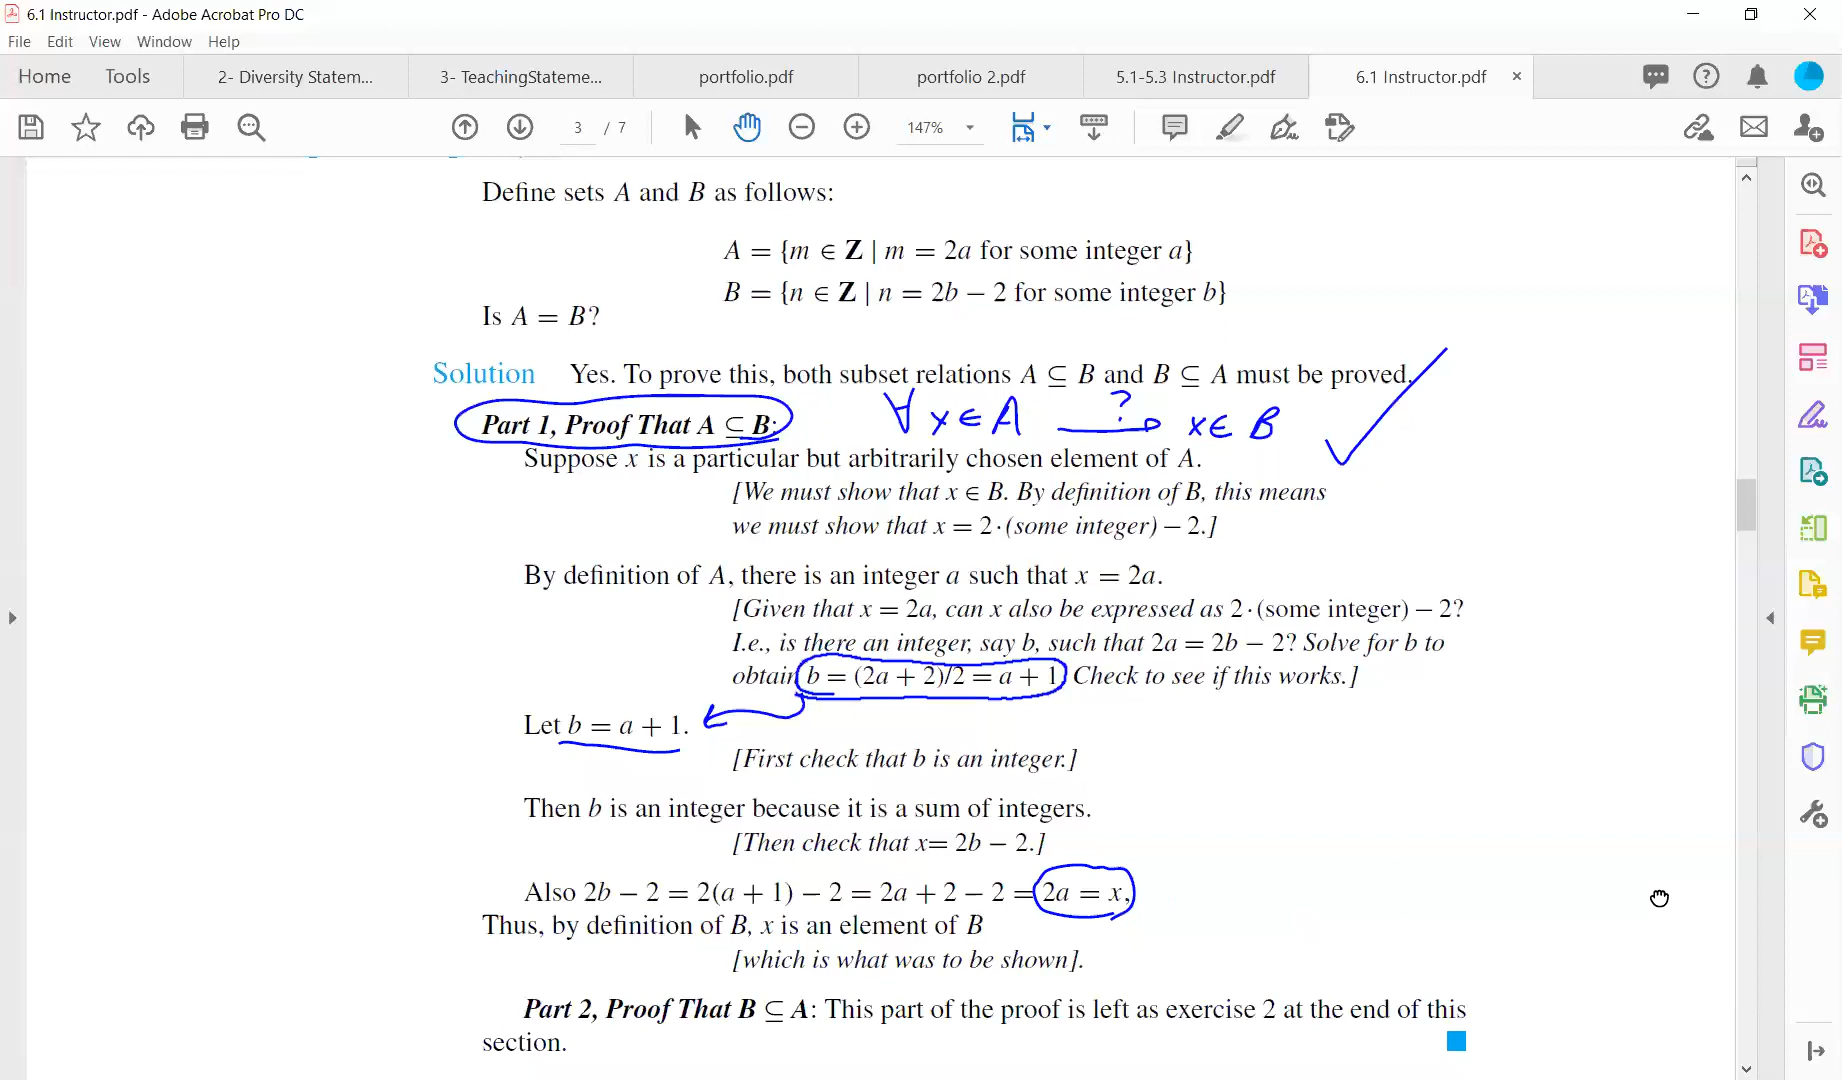 6.1 Instructor.pdf - Adobe Acrobat Pro DC
File Edit View Window Help
Home Tools 2- Diversity Statem... 3- TeachingStateme... portfolio.pdf portfolio 2.pdf 5.1-5.3 Instructor.pdf 6.1 Instructor.pdf ×
3 / 7 147%
Define sets A and B as follows:
A = {m ∈ Z | m = 2a for some integer a}
B = {n ∈ Z | n = 2b − 2 for some integer b}
Is A = B?
Solution Yes. To prove this, both subset relations A ⊆ B and B ⊆ A must be proved.
Part 1, Proof That A ⊆ B: ∀ x ∈ A ? → x ∈ B
Suppose x is a particular but arbitrarily chosen element of A.
[We must show that x ∈ B. By definition of B, this means
we must show that x = 2·(some integer) − 2.]
By definition of A, there is an integer a such that x = 2a.
[Given that x = 2a, can x also be expressed as 2·(some integer) − 2?
I.e., is there an integer, say b, such that 2a = 2b − 2? Solve for b to
obtain b = (2a + 2)/2 = a + 1 Check to see if this works.]
Let b = a + 1.
[First check that b is an integer.]
Then b is an integer because it is a sum of integers.
[Then check that x= 2b − 2.]
Also 2b − 2 = 2(a + 1) − 2 = 2a + 2 − 2 = 2a = x,
Thus, by definition of B, x is an element of B
[which is what was to be shown].
Part 2, Proof That B ⊆ A: This part of the proof is left as exercise 2 at the end of this
section.